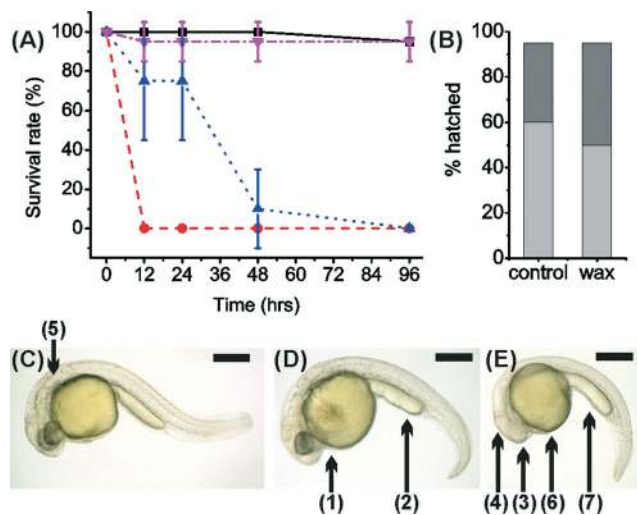 (A)
Survival rate (%)
100
80
60
40
20
0
0 12 24 36 48 60 72 84 96
Time (hrs)
(B)
% hatched
100
80
60
40
20
0
control wax
(5)
(C) (D) (E)
(4) (3) (6) (7)
(1) (2)